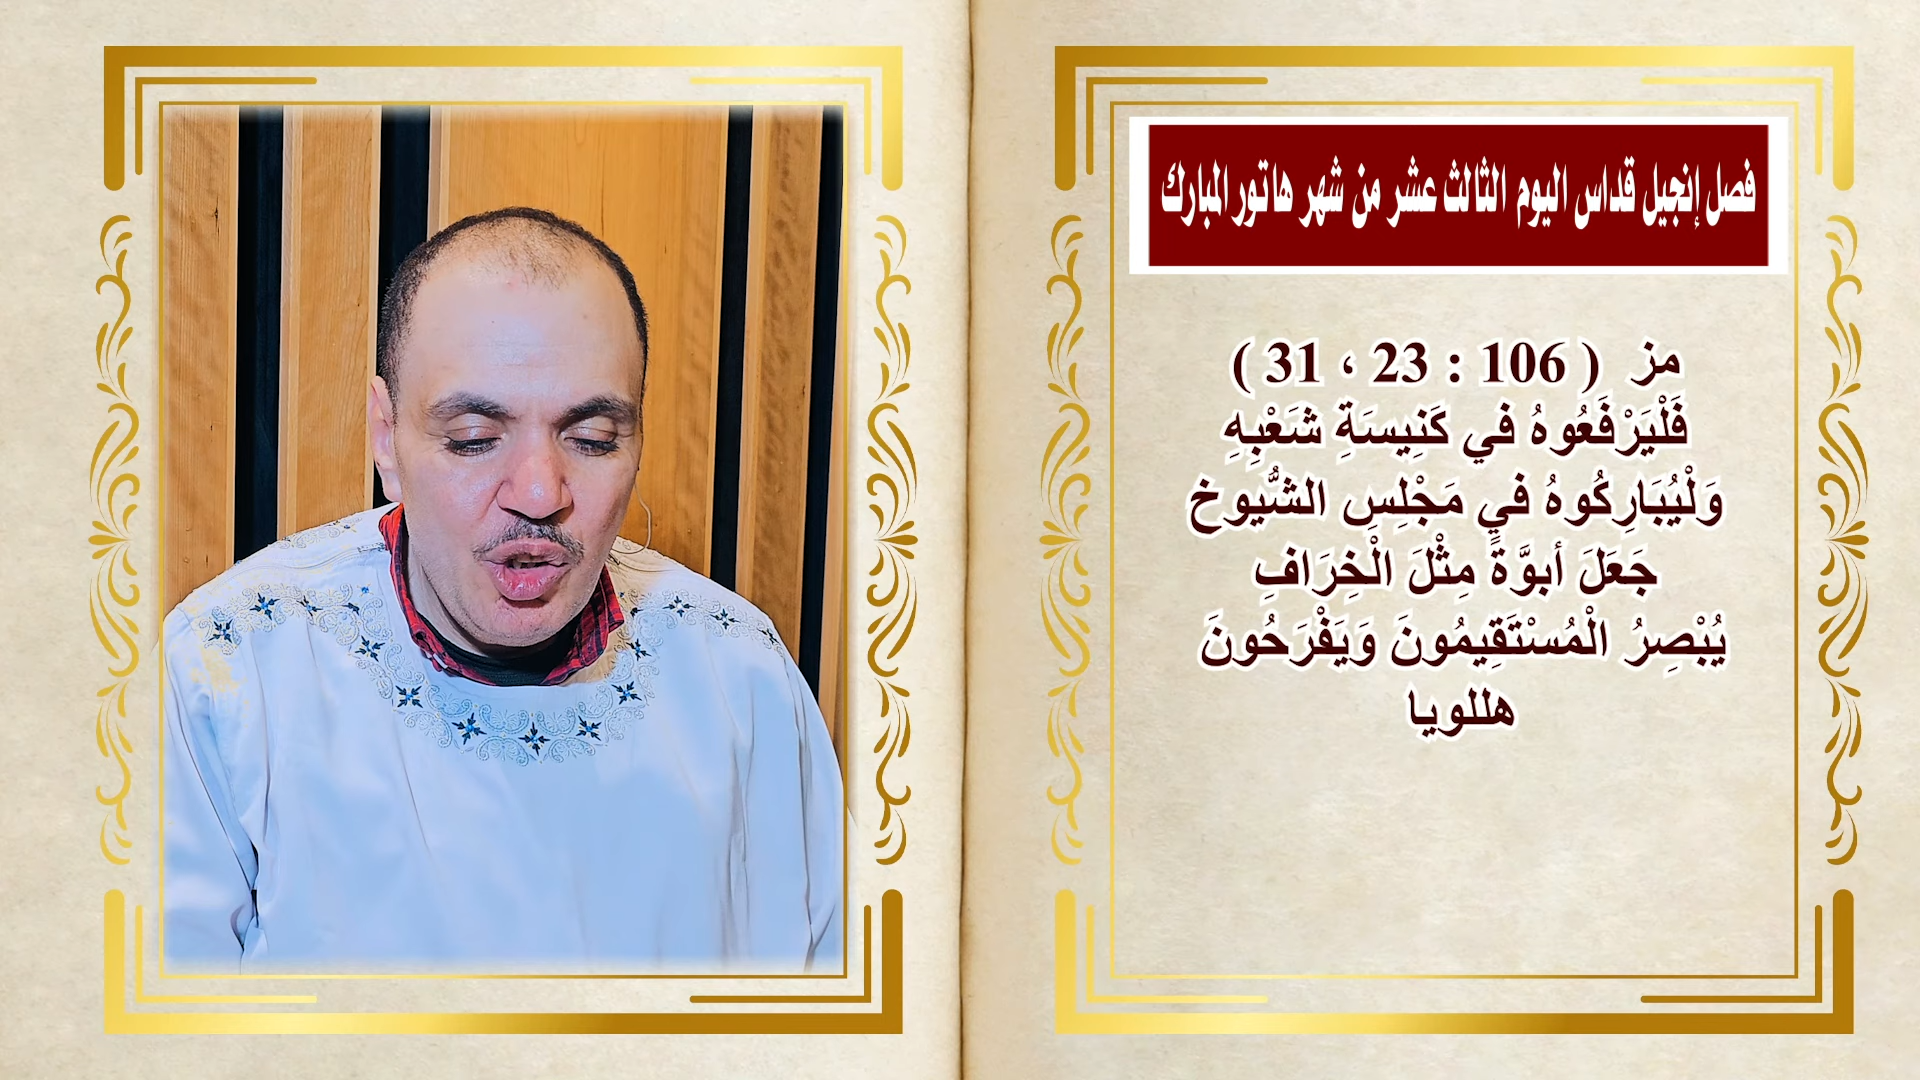 فصل إنجيل قداس اليوم الثالث عشر من شهر هاتور المبارك
مز ( 106 : 23 ، 31 )
فَلْيَرْفَعُوهُ في كَنِيسَةِ شَعْبِهِ
وَلْيُبَارِكُوهُ في مَجْلِسِ الشُّيوخ
جَعَلَ أبوَّةً مِثْلَ الْخِرَافِ
يُبْصِرُ الْمُسْتَقِيمُونَ وَيَفْرَحُونَ
هللويا